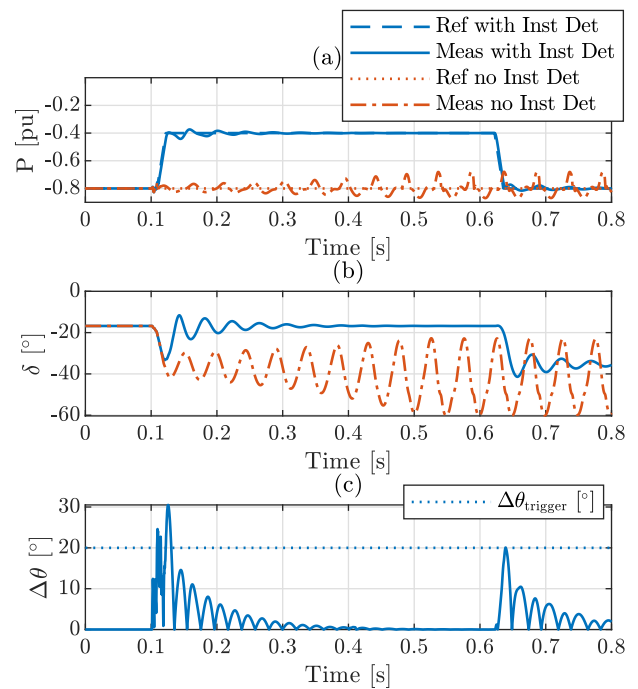 Ref with Inst Det
Meas with Inst Det
Ref no Inst Det
Meas no Inst Det
(a)
P [pu]
-0.2
-0.4
-0.6
-0.8
0 0.1 0.2 0.3 0.4 0.5 0.6 0.7 0.8
Time [s]
(b)
δ [°]
0
-20
-40
-60
0 0.1 0.2 0.3 0.4 0.5 0.6 0.7 0.8
Time [s]
(c)
Δθ_trigger [°]
Δθ [°]
30
20
10
0
0 0.1 0.2 0.3 0.4 0.5 0.6 0.7 0.8
Time [s]